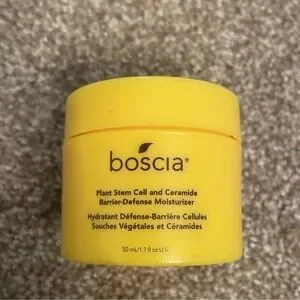 boscia®
Plant Stem Cell and Ceramide
Barrier-Defense Moisturizer
Hydratant Défense-Barrière Cellules
Souches Végétales et Céramides
50 mL/1.7 fl oz U.S.